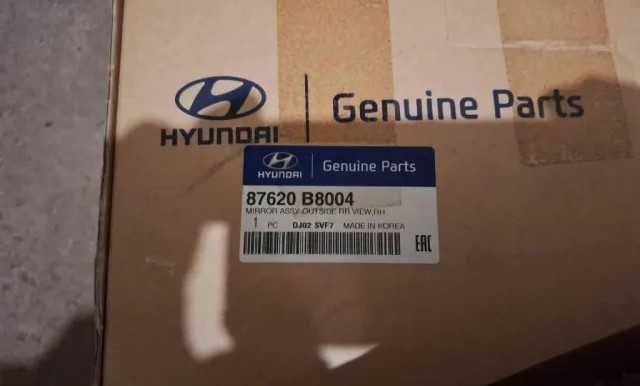 HYUNDAI | Genuine Parts
HYUNDAI | Genuine Parts
87620 B8004
MIRROR ASSY-OUTSIDE RR VIEW,RH
1 PC DJ02 SVF7 MADE IN KOREA
EAC